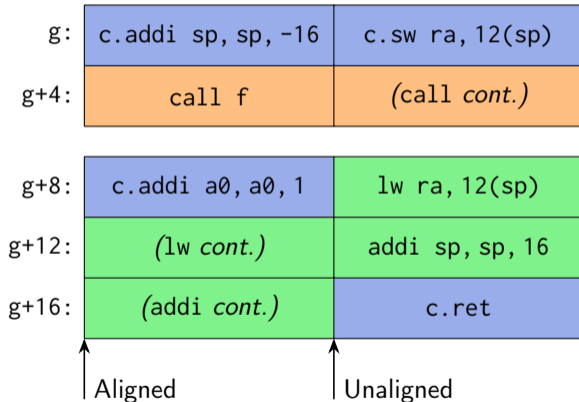 g: c.addi sp, sp, -16 c.sw ra, 12(sp)
g+4: call f (call cont.)
g+8: c.addi a0, a0, 1 lw ra, 12(sp)
g+12: (lw cont.) addi sp, sp, 16
g+16: (addi cont.) c.ret
Aligned Unaligned